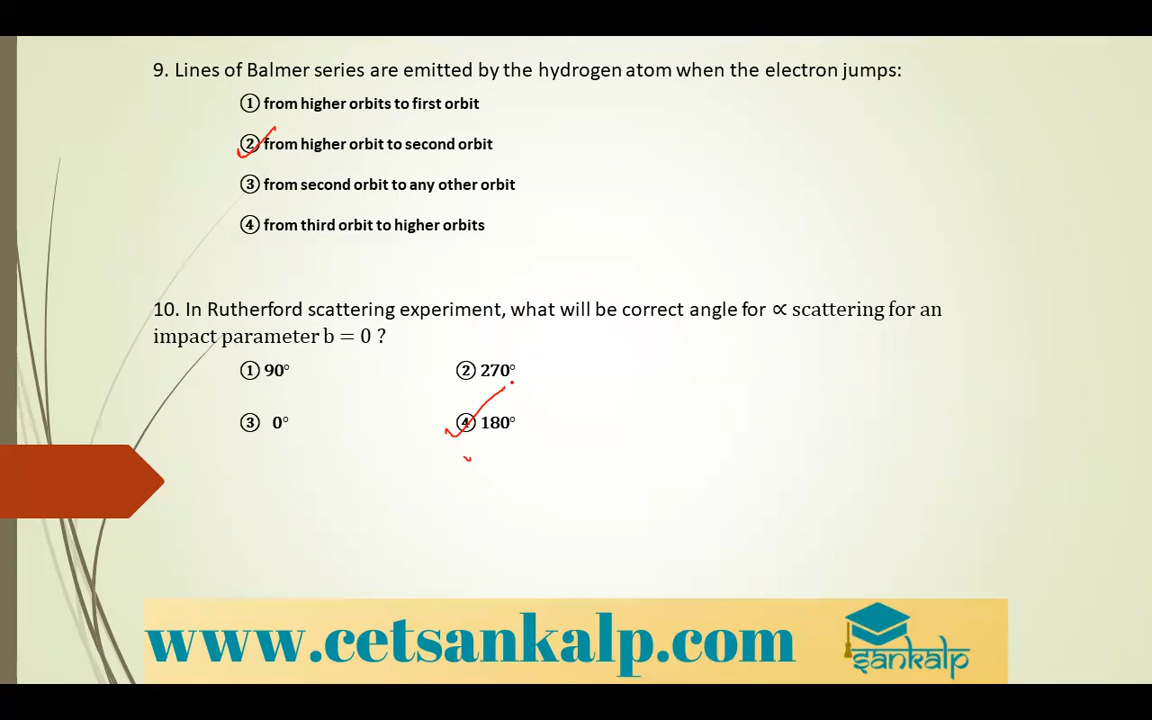 9. Lines of Balmer series are emitted by the hydrogen atom when the electron jumps:
① from higher orbits to first orbit
② from higher orbit to second orbit
③ from second orbit to any other orbit
④ from third orbit to higher orbits
10. In Rutherford scattering experiment, what will be correct angle for ∝ scattering for an
impact parameter b = 0 ?
① 90° ② 270°
③ 0° ④ 180°
www.cetsankalp.com
sankalp